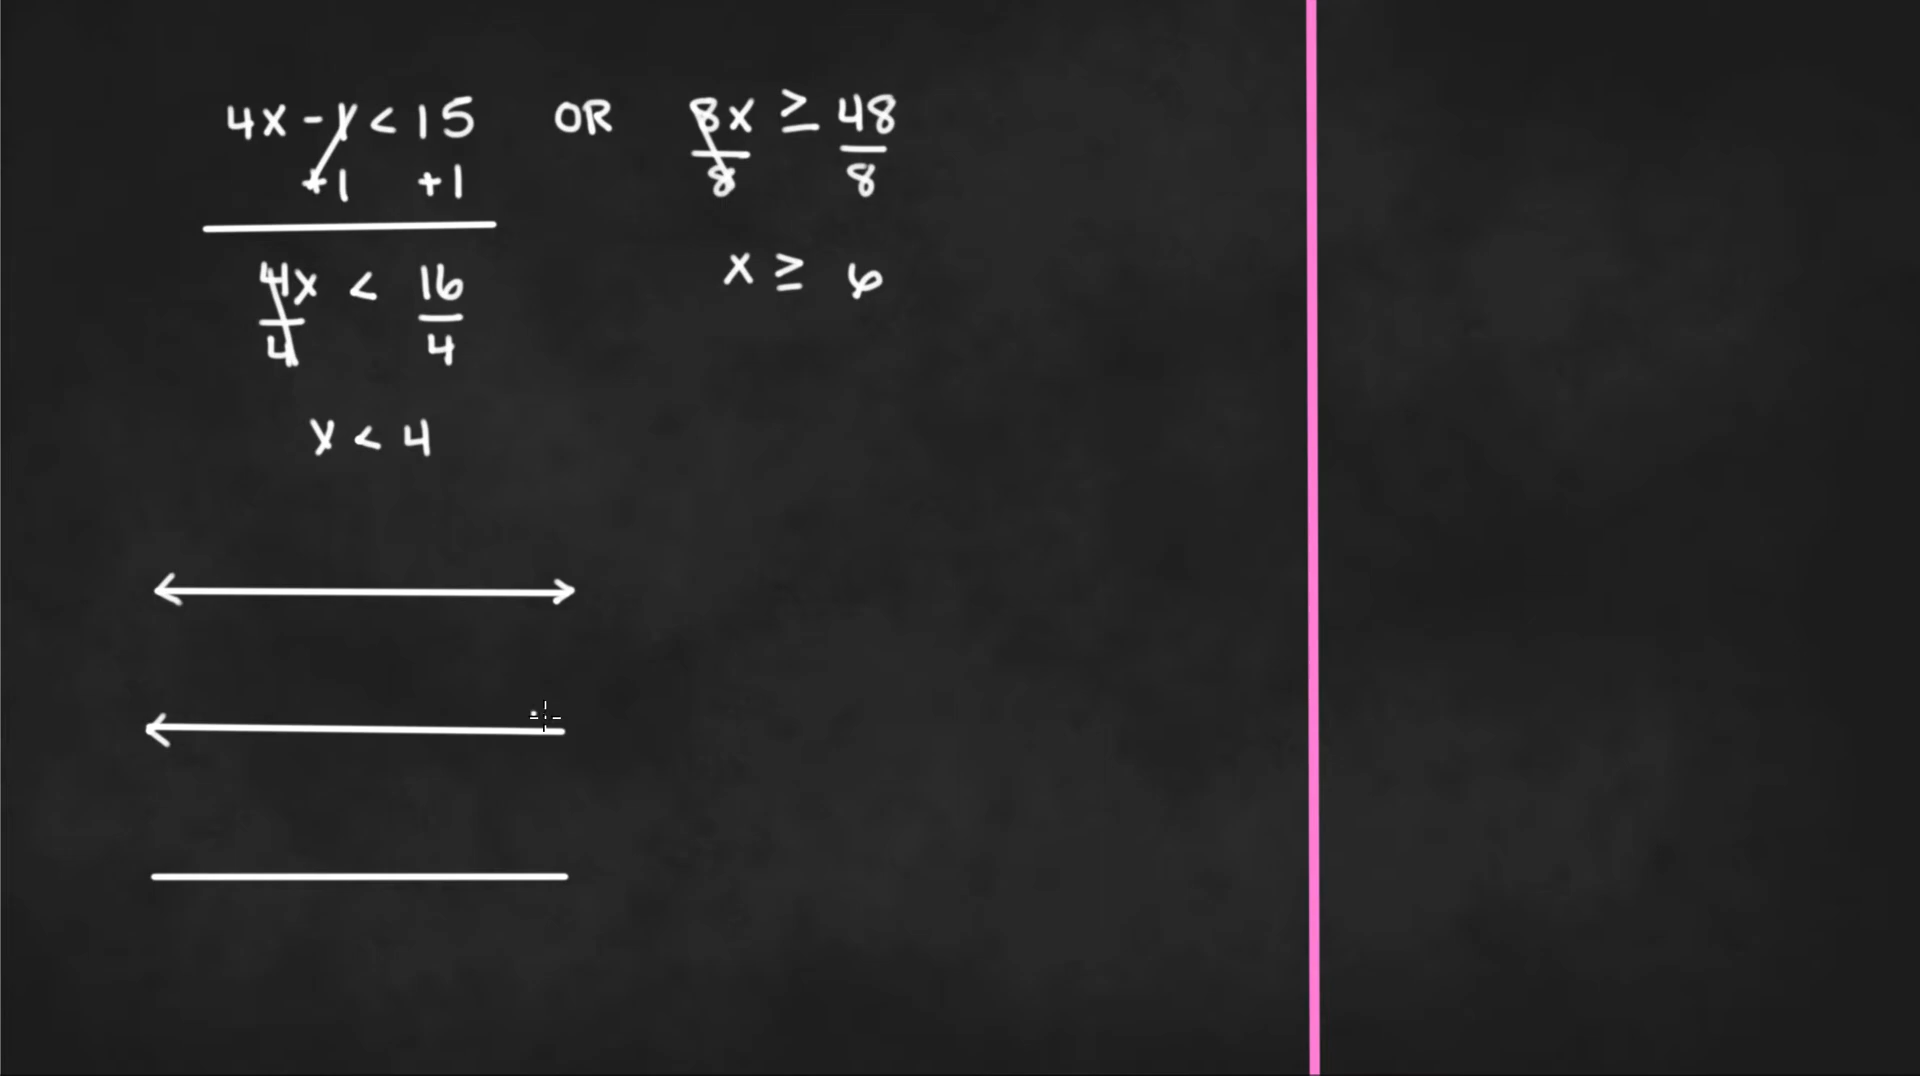 4x - 1 < 15 OR 8x ≥ 48
+1 +1 8 8
4x < 16 x ≥ 6
4 4
x < 4